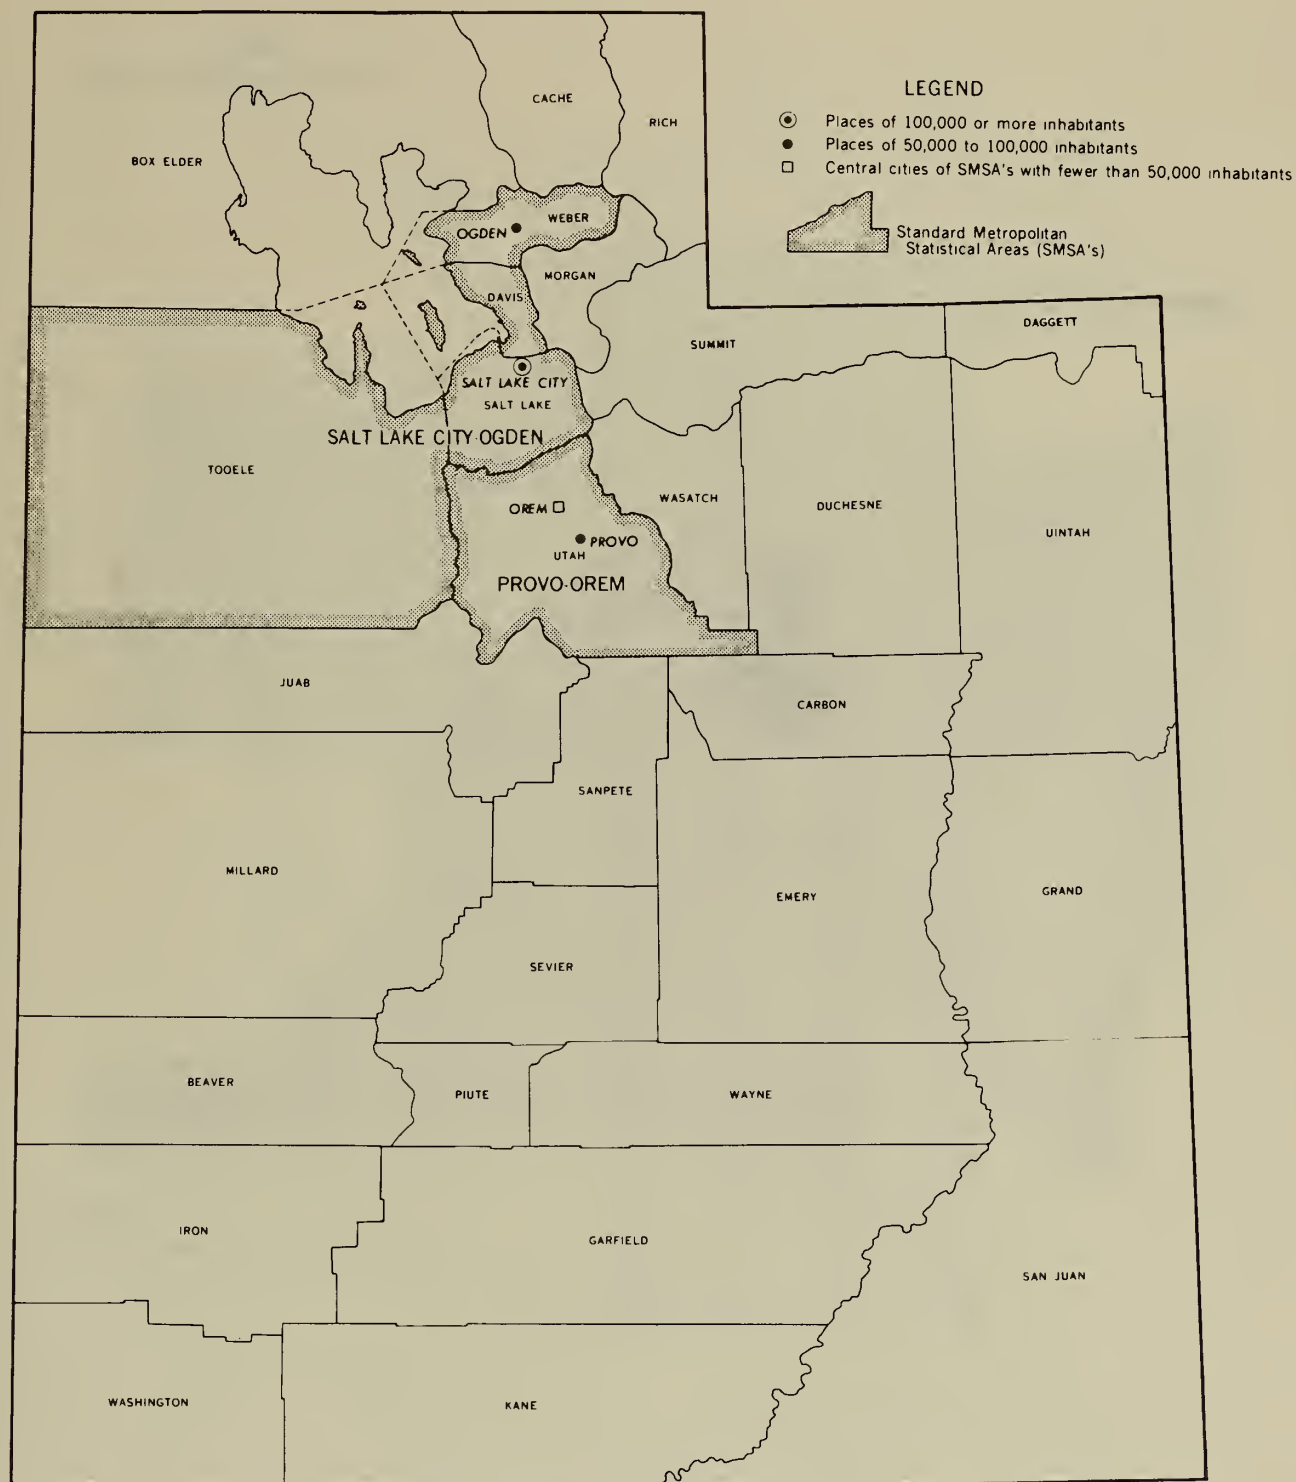 LEGEND
Places of 100,000 or more inhabitants
Places of 50,000 to 100,000 inhabitants
Central cities of SMSA's with fewer than 50,000 inhabitants
Standard Metropolitan
Statistical Areas (SMSA's)
CACHE
RICH
BOX ELDER
WEBER
OGDEN
MORGAN
DAVIS
DAGGETT
SUMMIT
SALT LAKE CITY
SALT LAKE
SALT LAKE CITY-OGDEN
TOOELE
WASATCH
DUCHESNE
OREM
UINTAH
PROVO
UTAH
PROVO-OREM
JUAB
CARBON
SANPETE
MILLARD
EMERY
GRAND
SEVIER
BEAVER
PIUTE
WAYNE
IRON
GARFIELD
SAN JUAN
WASHINGTON
KANE